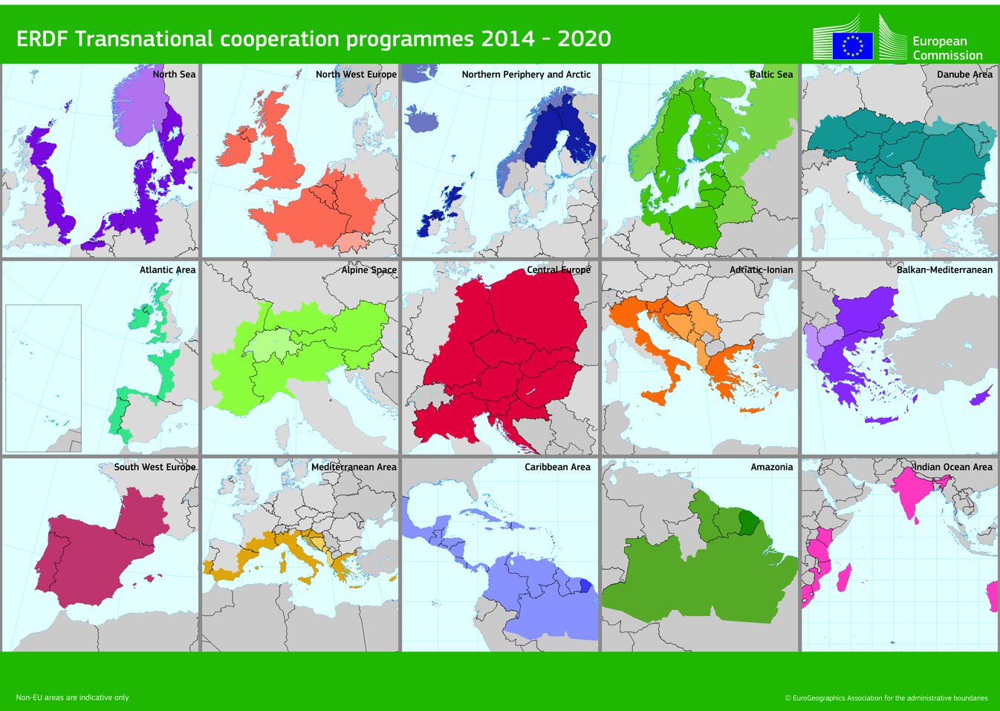 ERDF Transnational cooperation programmes 2014 - 2020
European
Commission
North Sea
North West Europe
Northern Periphery and Arctic
Baltic Sea
Danube Area
Atlantic Area
Alpine Space
Central Europe
Adriatic-Ionian
Balkan-Mediterranean
South West Europe
Mediterranean Area
Caribbean Area
Amazonia
Indian Ocean Area
Non-EU areas are indicative only
© EuroGeographics Association for the administrative boundaries